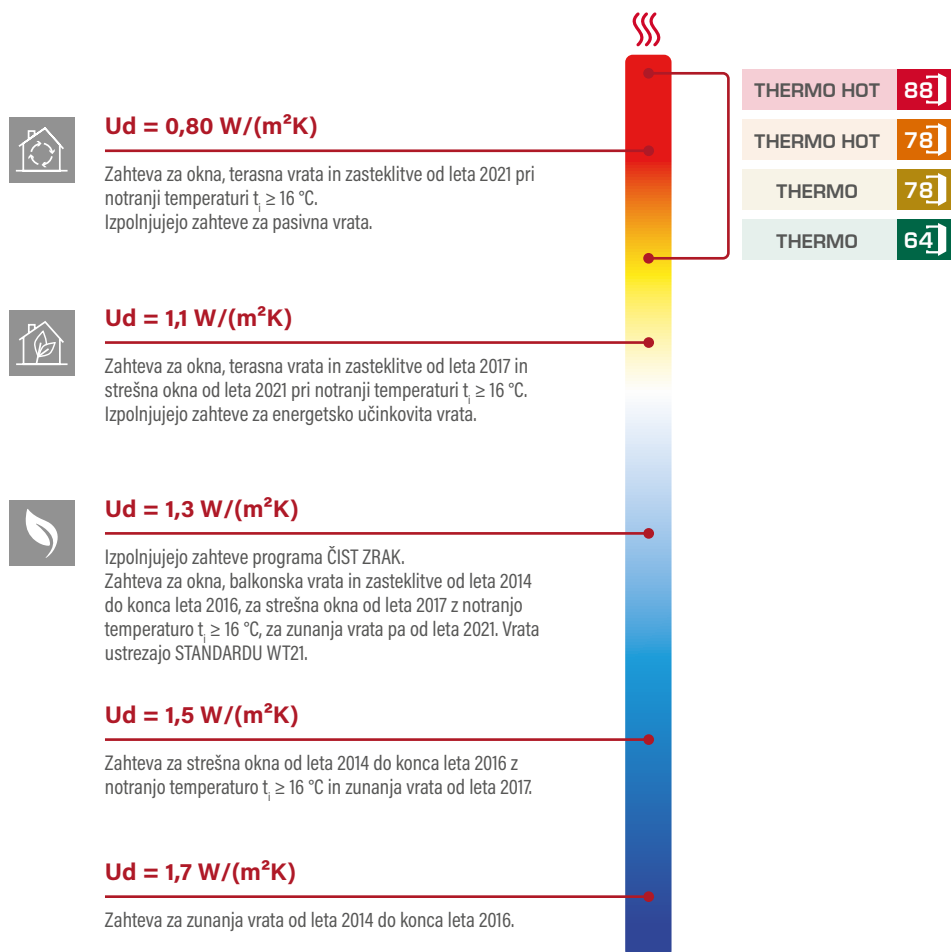 Ud = 0,80 W/(m²K)
Zahteva za okna, terasna vrata in zasteklitve od leta 2021 pri
notranji temperaturi tᵢ ≥ 16 °C.
Izpolnjujejo zahteve za pasivna vrata.
THERMO HOT 88
THERMO HOT 78
THERMO 78
THERMO 64
Ud = 1,1 W/(m²K)
Zahteva za okna, terasna vrata in zasteklitve od leta 2017 in
strešna okna od leta 2021 pri notranji temperaturi tᵢ ≥ 16 °C.
Izpolnjujejo zahteve za energetsko učinkovita vrata.
Ud = 1,3 W/(m²K)
Izpolnjujejo zahteve programa ČIST ZRAK.
Zahteva za okna, balkonska vrata in zasteklitve od leta 2014
do konca leta 2016, za strešna okna od leta 2017 z notranjo
temperaturo tᵢ ≥ 16 °C, za zunanja vrata pa od leta 2021. Vrata
ustrezajo STANDARDU WT21.
Ud = 1,5 W/(m²K)
Zahteva za strešna okna od leta 2014 do konca leta 2016 z
notranjo temperaturo tᵢ ≥ 16 °C in zunanja vrata od leta 2017.
Ud = 1,7 W/(m²K)
Zahteva za zunanja vrata od leta 2014 do konca leta 2016.